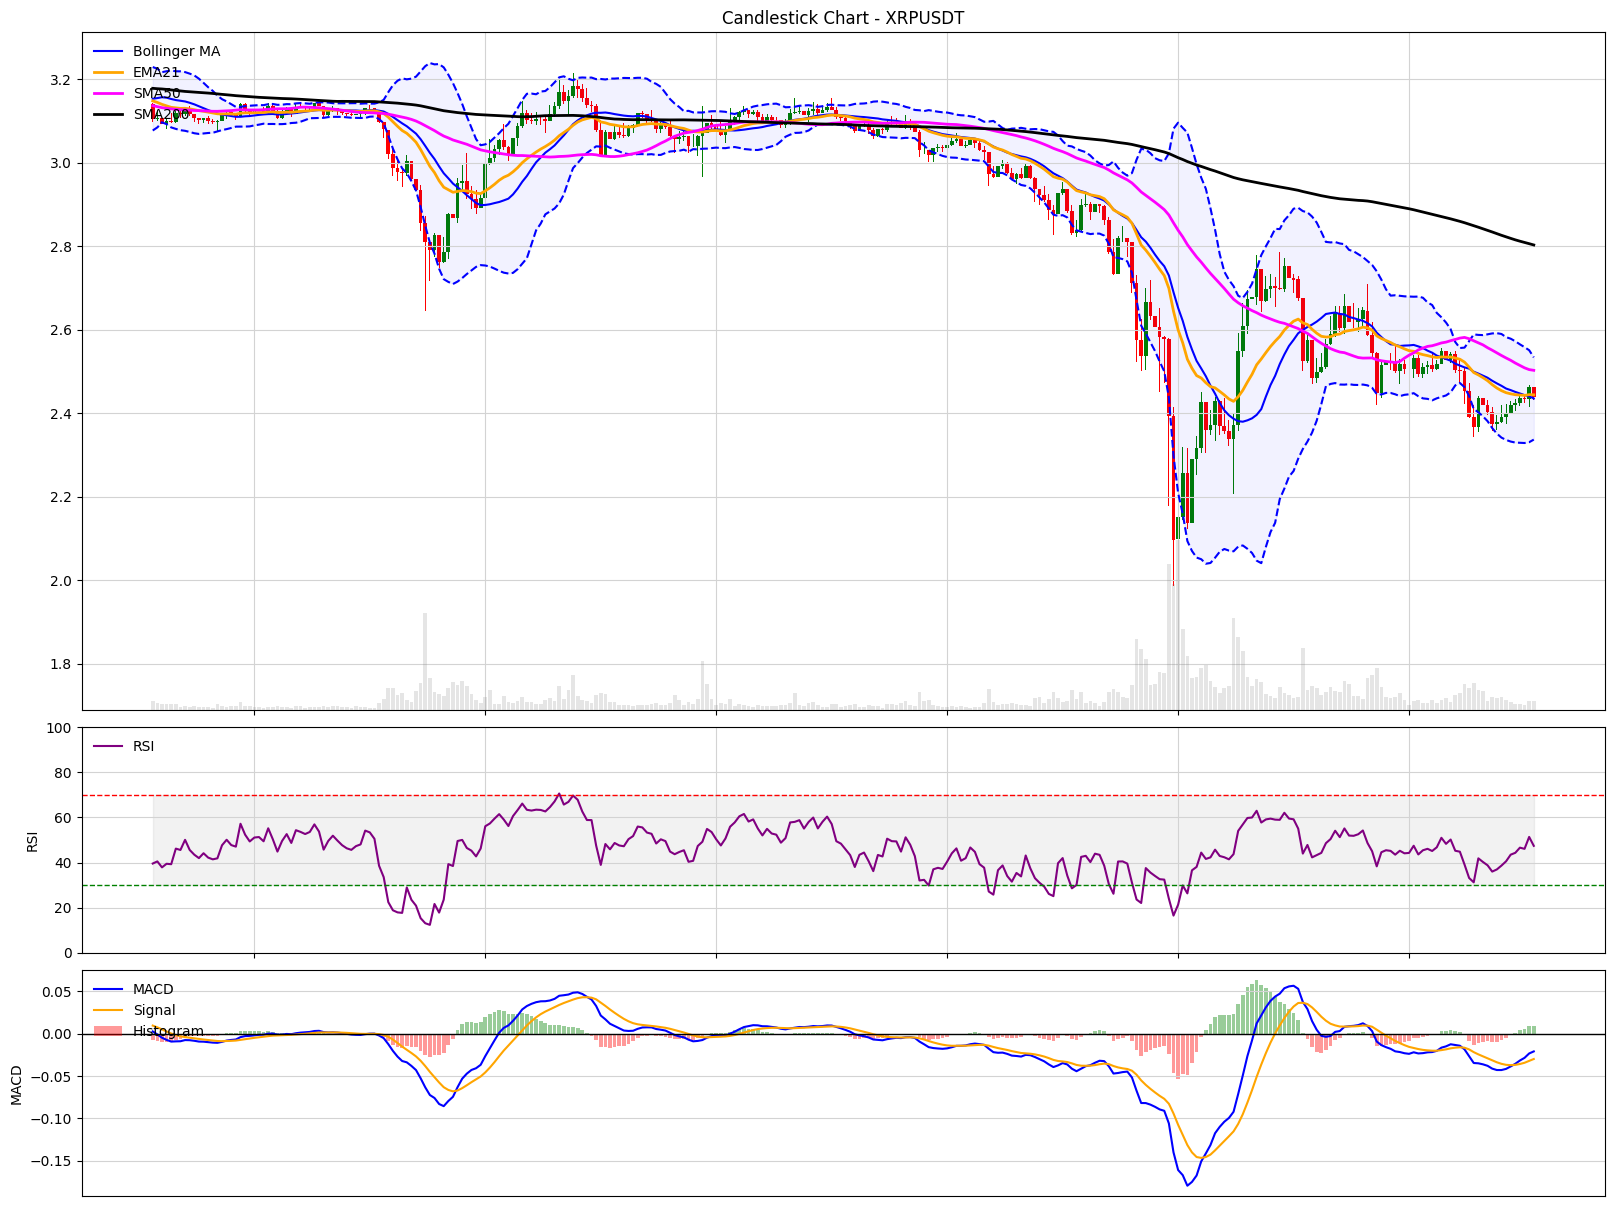 Candlestick Chart - XRPUSDT
Bollinger MA
EMA21
SMA50
SMA200
3.2
3.0
2.8
2.6
2.4
2.2
2.0
1.8
RSI
100
80
60
40
20
0
RSI
MACD
Signal
Histogram
0.05
0.00
−0.05
−0.10
−0.15
MACD